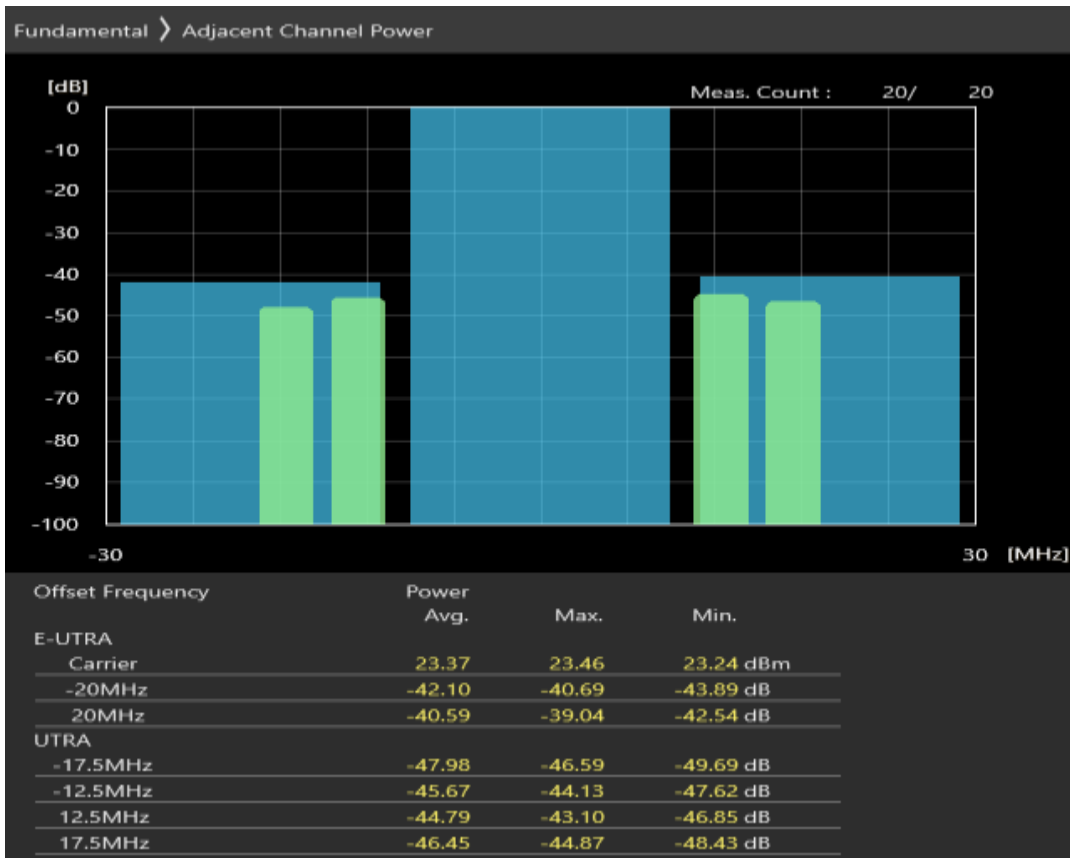 Fundamental 〉 Adjacent Channel Power
[dB]
Meas. Count : 20/ 20
0
-10
-20
-30
-40
-50
-60
-70
-80
-90
-100
-30 30 [MHz]
Offset Frequency Power
Avg. Max. Min.
E-UTRA
Carrier 23.37 23.46 23.24 dBm
-20MHz -42.10 -40.69 -43.89 dB
20MHz -40.59 -39.04 -42.54 dB
UTRA
-17.5MHz -47.98 -46.59 -49.69 dB
-12.5MHz -45.67 -44.13 -47.62 dB
12.5MHz -44.79 -43.10 -46.85 dB
17.5MHz -46.45 -44.87 -48.43 dB